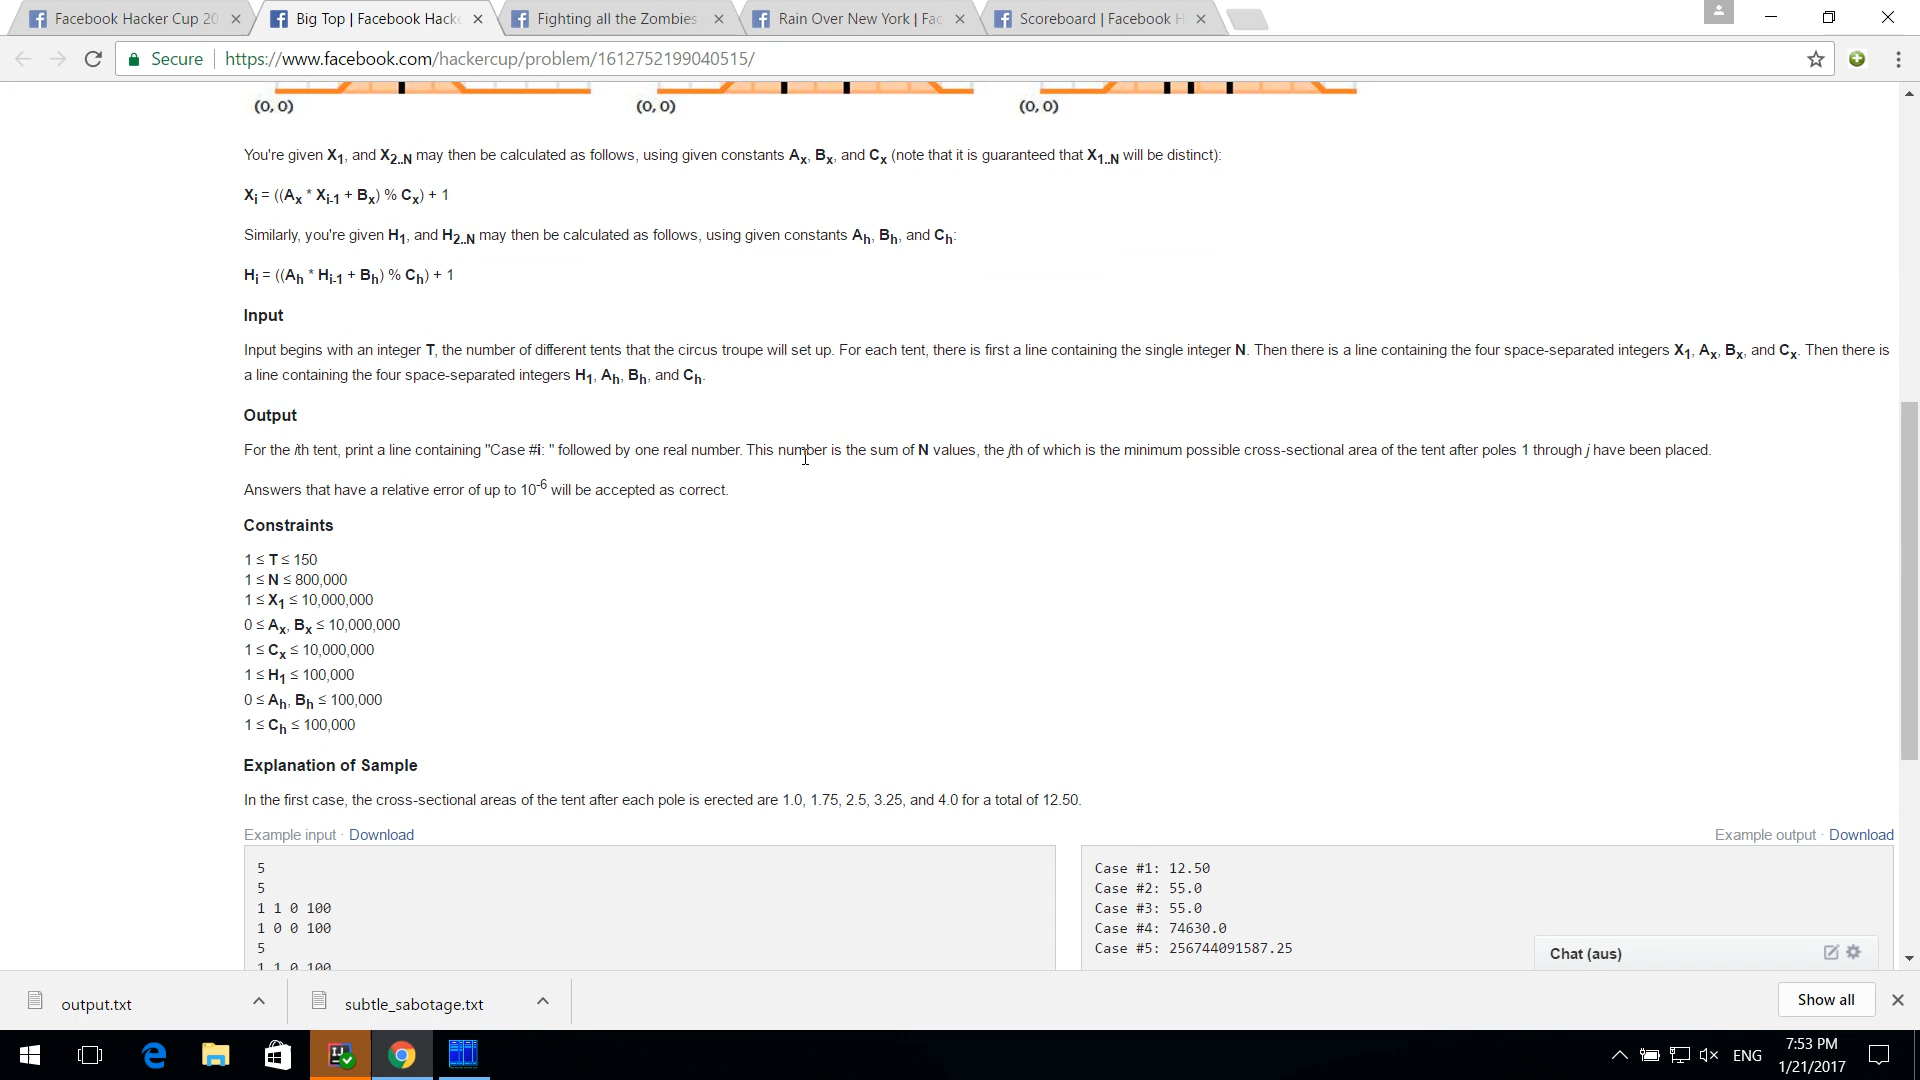 Facebook Hacker Cup 20
Big Top | Facebook Hack
Fighting all the Zombies
Rain Over New York | Fac
Scoreboard | Facebook H
Secure
https://www.facebook.com/hackercup/problem/1612752199040515/
(0, 0) (0, 0) (0, 0)
You're given X1, and X2..N may then be calculated as follows, using given constants Ax, Bx, and Cx (note that it is guaranteed that X1..N will be distinct):
Xi = ((Ax * Xi-1 + Bx) % Cx) + 1
Similarly, you're given H1, and H2..N may then be calculated as follows, using given constants Ah, Bh, and Ch:
Hi = ((Ah * Hi-1 + Bh) % Ch) + 1
Input
Input begins with an integer T, the number of different tents that the circus troupe will set up. For each tent, there is first a line containing the single integer N. Then there is a line containing the four space-separated integers X1, Ax, Bx, and Cx. Then there is
a line containing the four space-separated integers H1, Ah, Bh, and Ch.
Output
For the ith tent, print a line containing "Case #i: " followed by one real number. This number is the sum of N values, the jth of which is the minimum possible cross-sectional area of the tent after poles 1 through j have been placed.
Answers that have a relative error of up to 10-6 will be accepted as correct.
Constraints
1 ≤ T ≤ 150
1 ≤ N ≤ 800,000
1 ≤ X1 ≤ 10,000,000
0 ≤ Ax, Bx ≤ 10,000,000
1 ≤ Cx ≤ 10,000,000
1 ≤ H1 ≤ 100,000
0 ≤ Ah, Bh ≤ 100,000
1 ≤ Ch ≤ 100,000
Explanation of Sample
In the first case, the cross-sectional areas of the tent after each pole is erected are 1.0, 1.75, 2.5, 3.25, and 4.0 for a total of 12.50.
Example input · Download
Example output · Download
5
5
1 1 0 100
1 0 0 100
5
1 1 0 100
Case #1: 12.50
Case #2: 55.0
Case #3: 55.0
Case #4: 74630.0
Case #5: 256744091587.25
Chat (aus)
output.txt
subtle_sabotage.txt
Show all
ENG
7:53 PM
1/21/2017